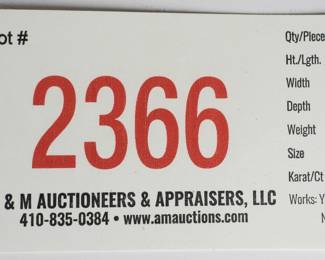 ot #
2366
& M AUCTIONEERS & APPRAISERS, LLC
410-835-0384 • www.amauctions.com
Qty/Piece
Ht./Lgth.
Width
Depth
Weight
Size
Karat/Ct
Works: Y
N